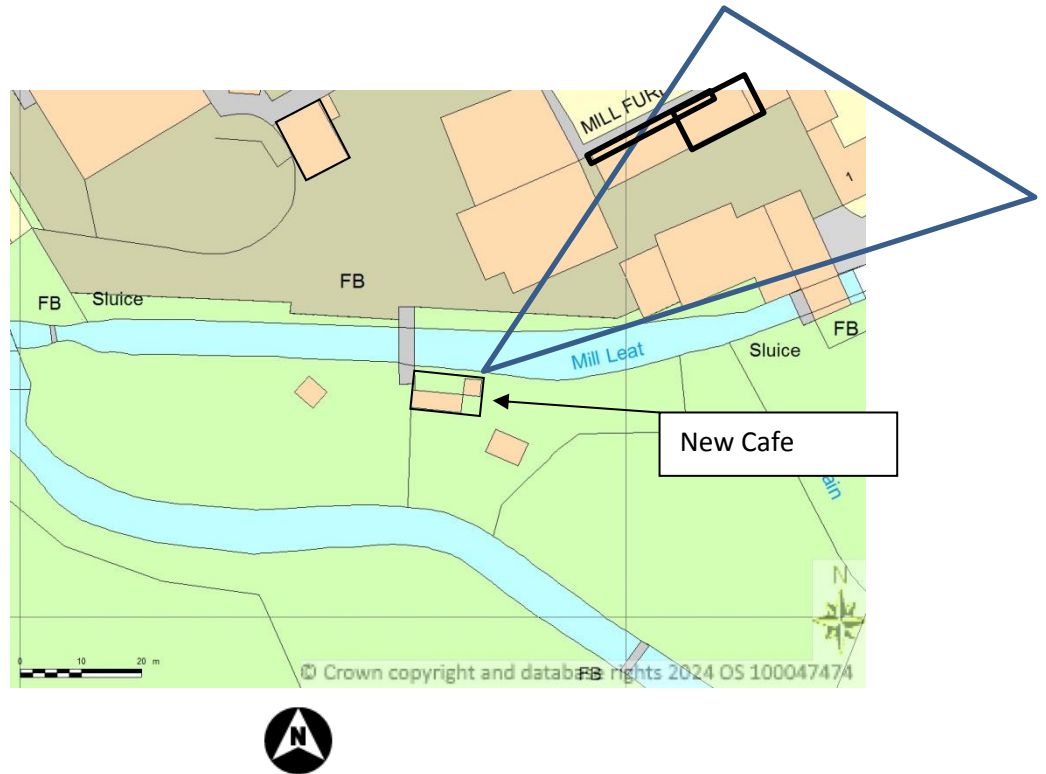 MILL FUR
1
FB
FB
Sluice
FB
Mill Leat
Sluice
New Cafe
ain
N
0 10 20 m
© Crown copyright and database rights 2024 OS 100047474
FB
N